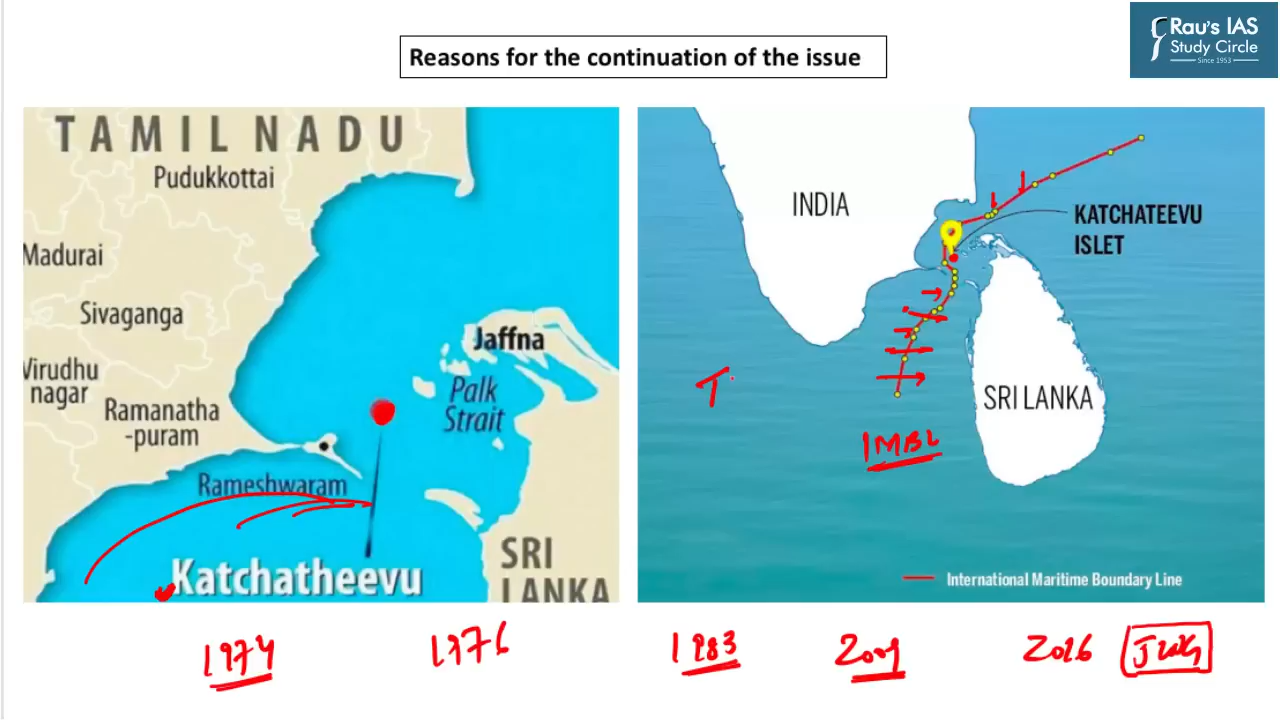 Rau's IAS
Study Circle
Since 1953
Reasons for the continuation of the issue
TAMIL NADU
Pudukkottai
Madurai
Sivaganga
Virudhu
nagar
Ramanatha
-puram
Rameshwaram
Jaffna
Palk
Strait
Katchatheevu
SRI
LANKA
INDIA
KATCHATEEVU
ISLET
SRI LANKA
T
IMBL
International Maritime Boundary Line
1974
1976
1983
2009
2016